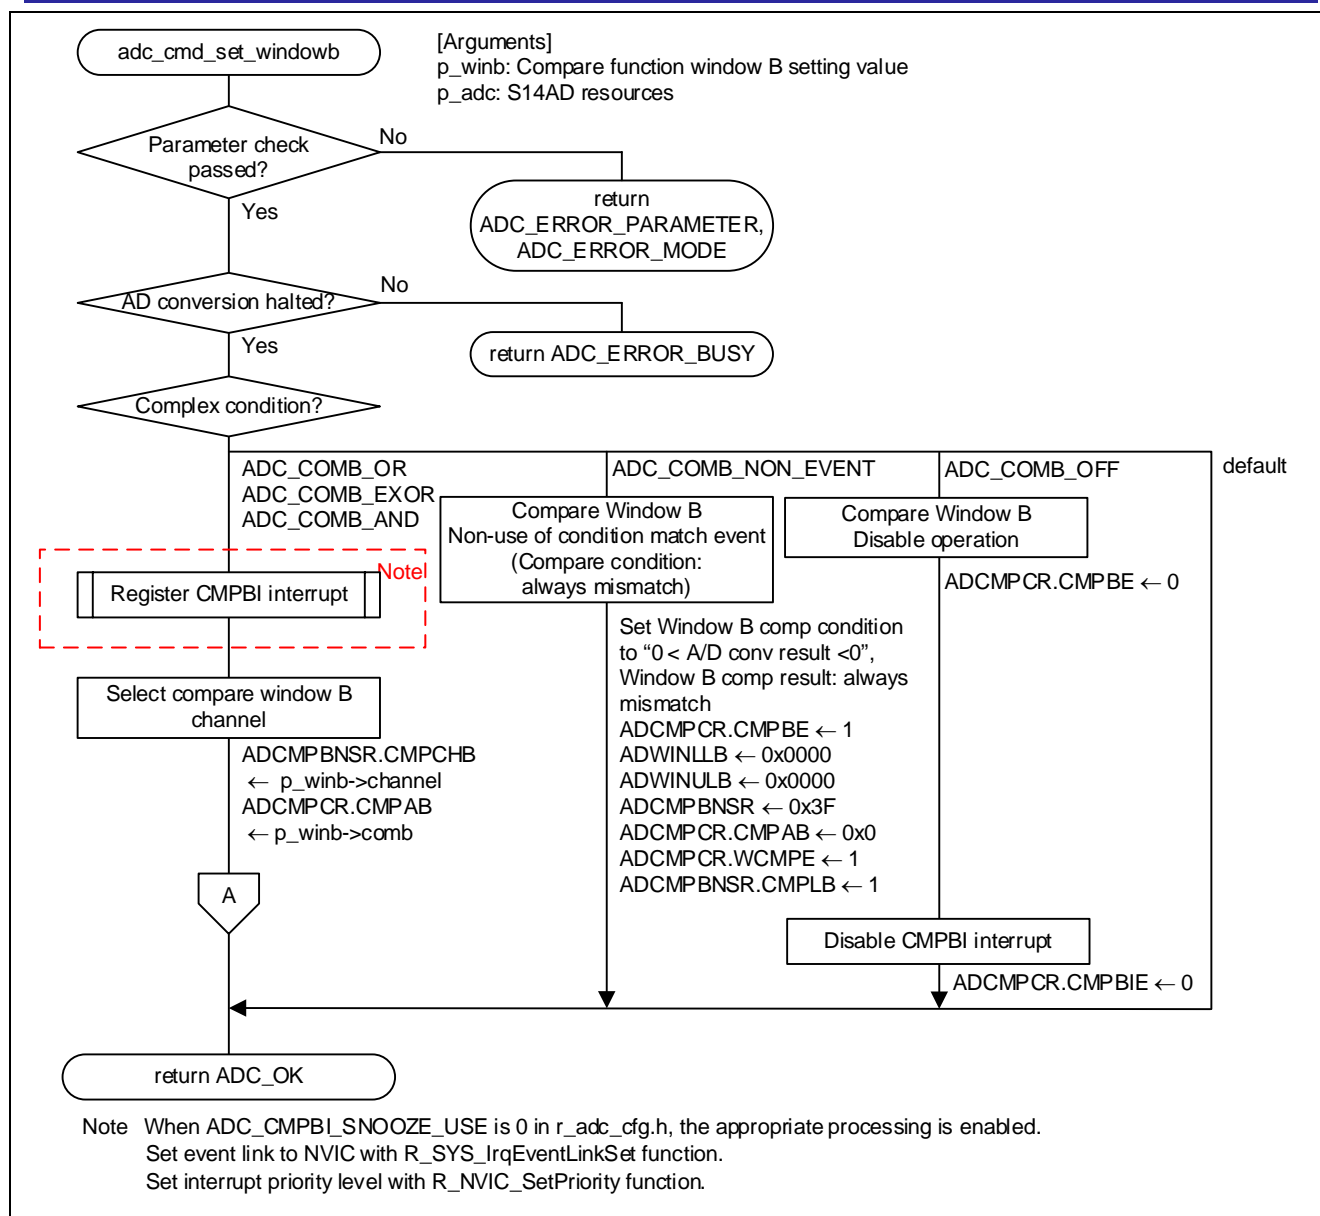 adc_cmd_set_windowb
[Arguments]
p_winb: Compare function window B setting value
p_adc: S14AD resources
Parameter check
passed?
No
Yes
return
ADC_ERROR_PARAMETER,
ADC_ERROR_MODE
AD conversion halted?
No
Yes
return ADC_ERROR_BUSY
Complex condition?
ADC_COMB_OR
ADC_COMB_EXOR
ADC_COMB_AND
ADC_COMB_NON_EVENT
ADC_COMB_OFF
default
Note
Register CMPBI interrupt
Select compare window B
channel
ADCMPBNSR.CMPCHB
← p_winb->channel
ADCMPCR.CMPAB
← p_winb->comb
A
Compare Window B
Non-use of condition match event
(Compare condition:
always mismatch)
Set Window B comp condition
to “0 < A/D conv result <0”,
Window B comp result: always
mismatch
ADCMPCR.CMPBE ← 1
ADWINLLB ← 0x0000
ADWINULB ← 0x0000
ADCMPBNSR ← 0x3F
ADCMPCR.CMPAB ← 0x0
ADCMPCR.WCMPE ← 1
ADCMPBNSR.CMPLB ← 1
Compare Window B
Disable operation
ADCMPCR.CMPBE ← 0
Disable CMPBI interrupt
ADCMPCR.CMPBIE ← 0
return ADC_OK
Note When ADC_CMPBI_SNOOZE_USE is 0 in r_adc_cfg.h, the appropriate processing is enabled.
Set event link to NVIC with R_SYS_IrqEventLinkSet function.
Set interrupt priority level with R_NVIC_SetPriority function.